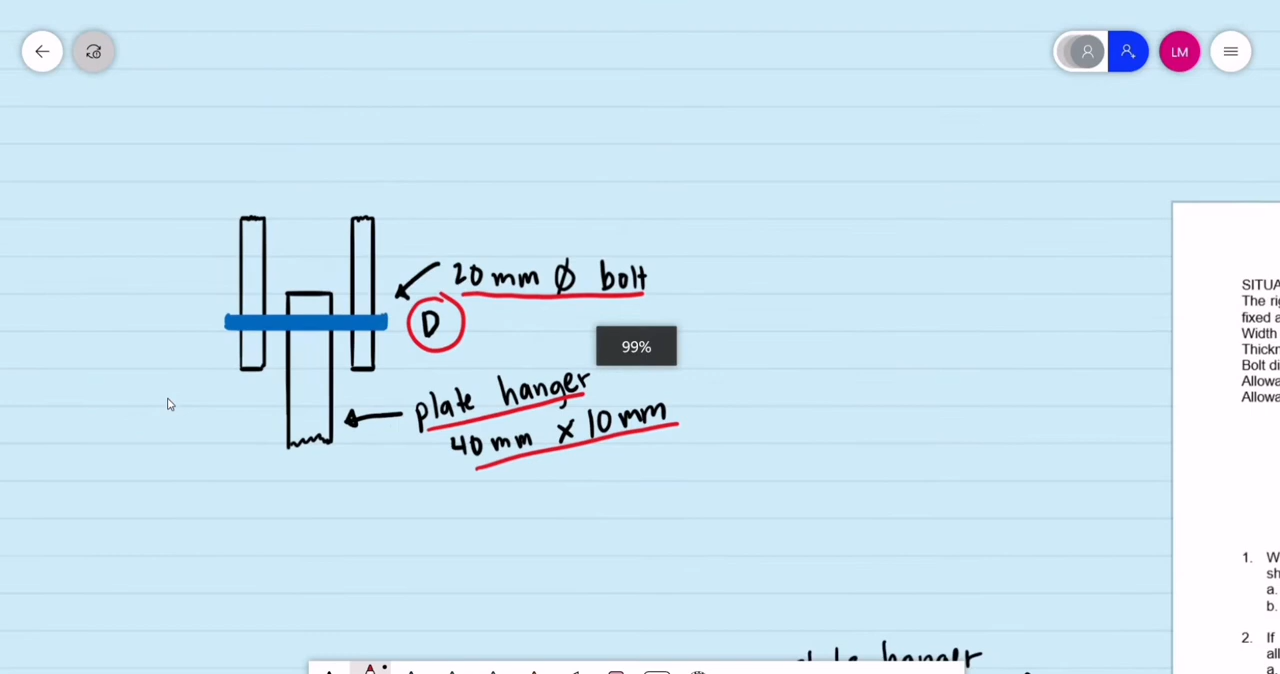 LM
20 mm Ø bolt
D
99%
plate hanger
40 mm x 10 mm
SITUA
The ri
fixed a
Width
Thickn
Bolt di
Allowa
Allowa
1. W
sh
a.
b.
2. If
all
a.
hanger